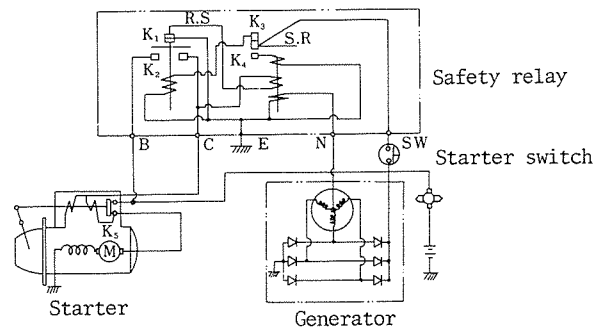 R.S
K3
K1
S.R
K4
K2
Safety relay
B
C
E
N
SW
Starter switch
K5
M
Starter
Generator